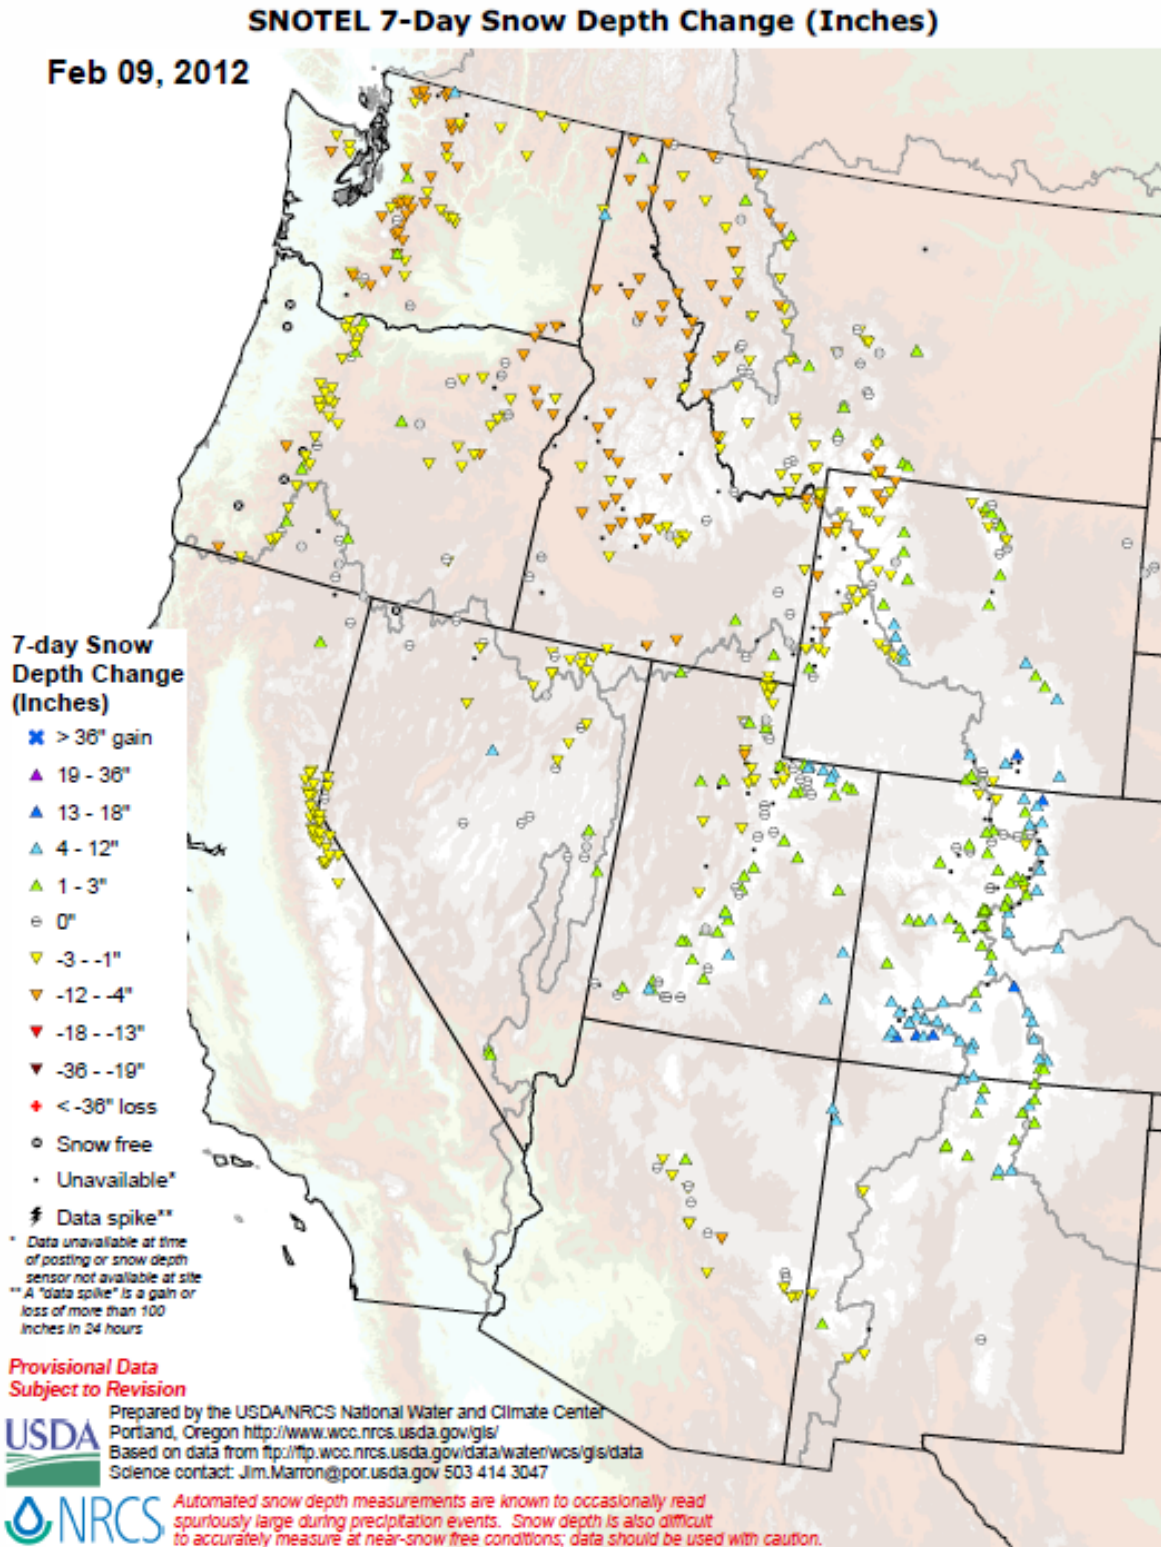 SNOTEL 7-Day Snow Depth Change (Inches)
Feb 09, 2012
7-day Snow
Depth Change
(Inches)
> 36" gain
19 - 36"
13 - 18"
4 - 12"
1 - 3"
0"
-3 - -1"
-12 - -4"
-18 - -13"
-36 - -19"
< -36" loss
Snow free
Unavailable*
Data spike**
* Data unavailable at time
of posting or snow depth
sensor not available at site
** A "data spike" is a gain or
loss of more than 100
inches in 24 hours
Provisional Data
Subject to Revision
USDA
Prepared by the USDA/NRCS National Water and Climate Center
Portland, Oregon http://www.wcc.nrcs.usda.gov/gis/
Based on data from ftp://ftp.wcc.nrcs.usda.gov/data/water/wcs/gis/data
Science contact: Jim.Marron@por.usda.gov 503 414 3047
NRCS
Automated snow depth measurements are known to occasionally read
spuriously large during precipitation events. Snow depth is also difficult
to accurately measure at near-snow free conditions; data should be used with caution.